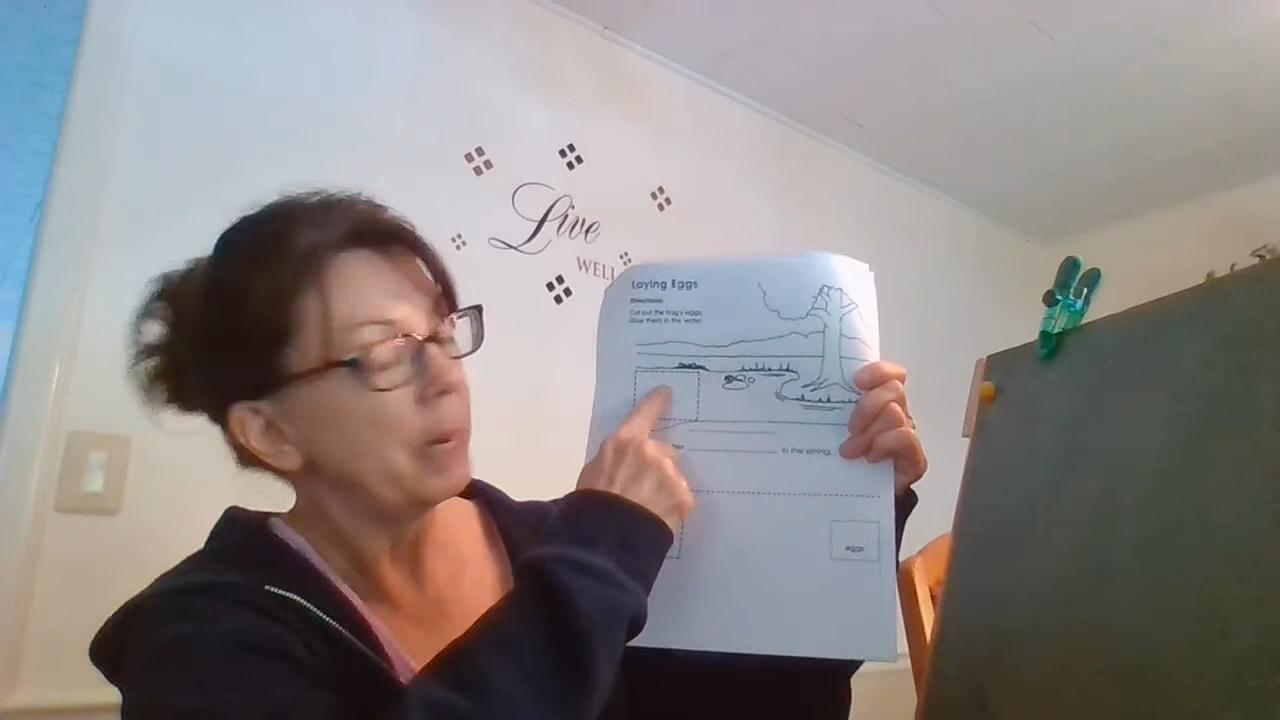 Live
WELL
Laying Eggs
Directions:
Cut out the frog's eggs.
Glue them in the water.
in the spring.
eggs